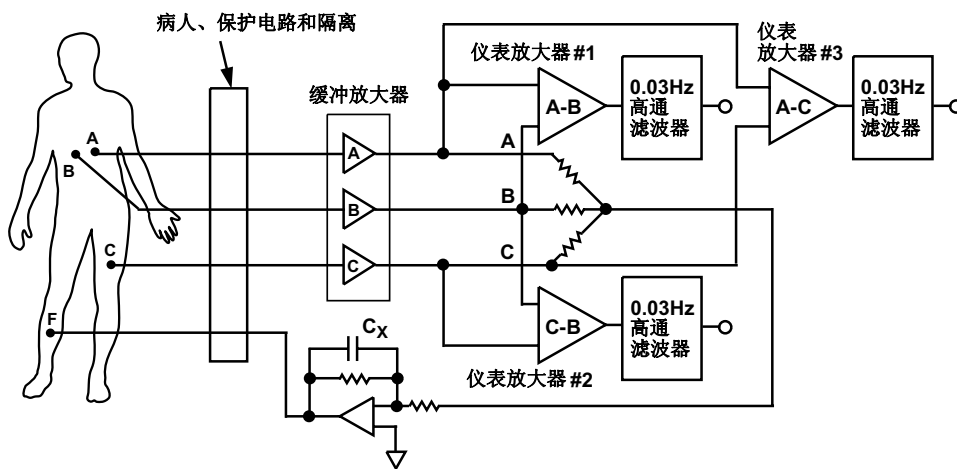 病人、保护电路和隔离
缓冲放大器
仪表放大器#1
仪表
放大器#3
A-B
0.03Hz
高通
滤波器
A-C
0.03Hz
高通
滤波器
A
B
C
F
A
B
C
A
B
C
C-B
0.03Hz
高通
滤波器
仪表放大器#2
CX